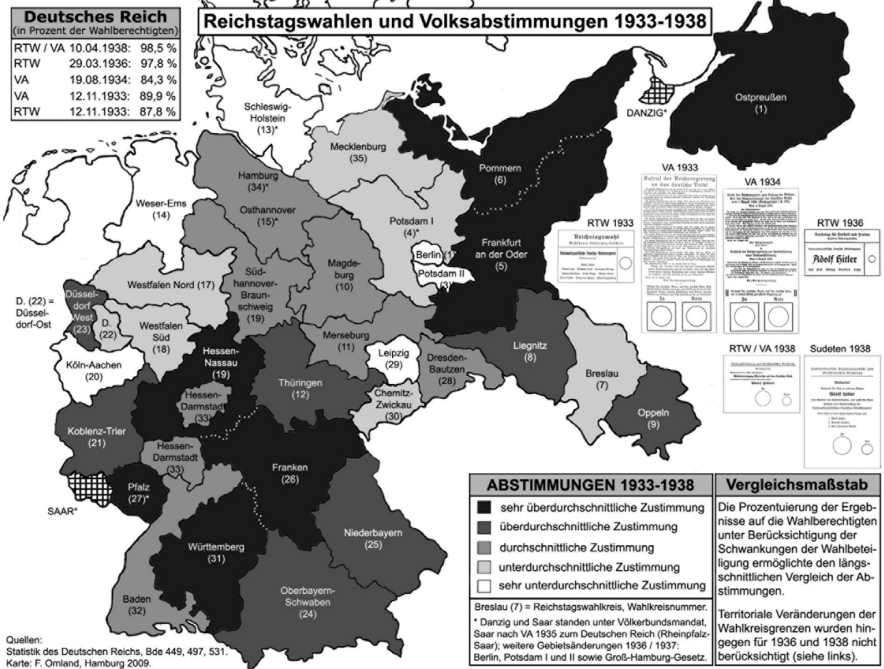 Deutsches Reich
(in Prozent der Wahlberechtigten)
RTW / VA 10.04.1938: 98,5 %
RTW 29.03.1936: 97,8 %
VA 19.08.1934: 84,3 %
VA 12.11.1933: 89,9 %
RTW 12.11.1933: 87,8 %
Reichstagswahlen und Volksabstimmungen 1933-1938
Schleswig-
Holstein
(13)*
DANZIG*
Ostpreußen
(1)
Mecklenburg
(35)
Pommern
(6)
Hamburg
(34)*
Weser-Ems
(14)
Osthannover
(15)*
Potsdam I
(4)*
Berlin (1)
Potsdam II
(3)*
Frankfurt
an der Oder
(5)
Magde-
burg
(10)
Süd-
hannover-
Braun-
schweig
(19)
Westfalen Nord (17)
D. (22) =
Düssel-
dorf-Ost
Düssel-
dorf
West
(23)
D.
(22)
Westfalen
Süd
(18)
Merseburg
(11)
Leipzig
(29)
Dresden-
Bautzen
(28)
Liegnitz
(8)
Breslau
(7)
Oppeln
(9)
Köln-Aachen
(20)
Hessen-
Nassau
(19)
Thüringen
(12)
Chemitz-
Zwickau
(30)
Hessen-
Darmstadt
(33)
Koblenz-Trier
(21)
Hessen-
Darmstadt
(33)
Franken
(26)
SAAR*
Pfalz
(27)*
Württemberg
(31)
Niederbayern
(25)
Baden
(32)
Oberbayern-
Schwaben
(24)
VA 1933
Aufruf der Reichsregierung
an das deutsche Volk!
VA 1934
Ja Nein
Ja Nein
RTW 1933
Reichstagswahl
RTW 1936
Adolf Hitler
RTW / VA 1938
Sudeten 1938
ABSTIMMUNGEN 1933-1938
sehr überdurchschnittliche Zustimmung
überdurchschnittliche Zustimmung
durchschnittliche Zustimmung
unterdurchschnittliche Zustimmung
sehr unterdurchschnittliche Zustimmung
Breslau (7) = Reichstagswahlkreis, Wahlkreisnummer.
* Danzig und Saar standen unter Völkerbundsmandat,
Saar nach VA 1935 zum Deutschen Reich (Rheinpfalz-
Saar); weitere Gebietsänderungen 1936 / 1937:
Berlin, Potsdam I und II sowie Groß-Hamburg-Gesetz.
Vergleichsmaßstab
Die Prozentuierung der Ergeb-
nisse auf die Wahlberechtigten
unter Berücksichtigung der
Schwankungen der Wahlbetei-
ligung ermöglichte den längs-
schnittlichen Vergleich der Ab-
stimmungen.
Territoriale Veränderungen der
Wahlkreisgrenzen wurden hin-
gegen für 1936 und 1938 nicht
berücksichtigt (siehe links).
Quellen:
Statistik des Deutschen Reichs, Bde 449, 497, 531.
Karte: F. Omland, Hamburg 2009.